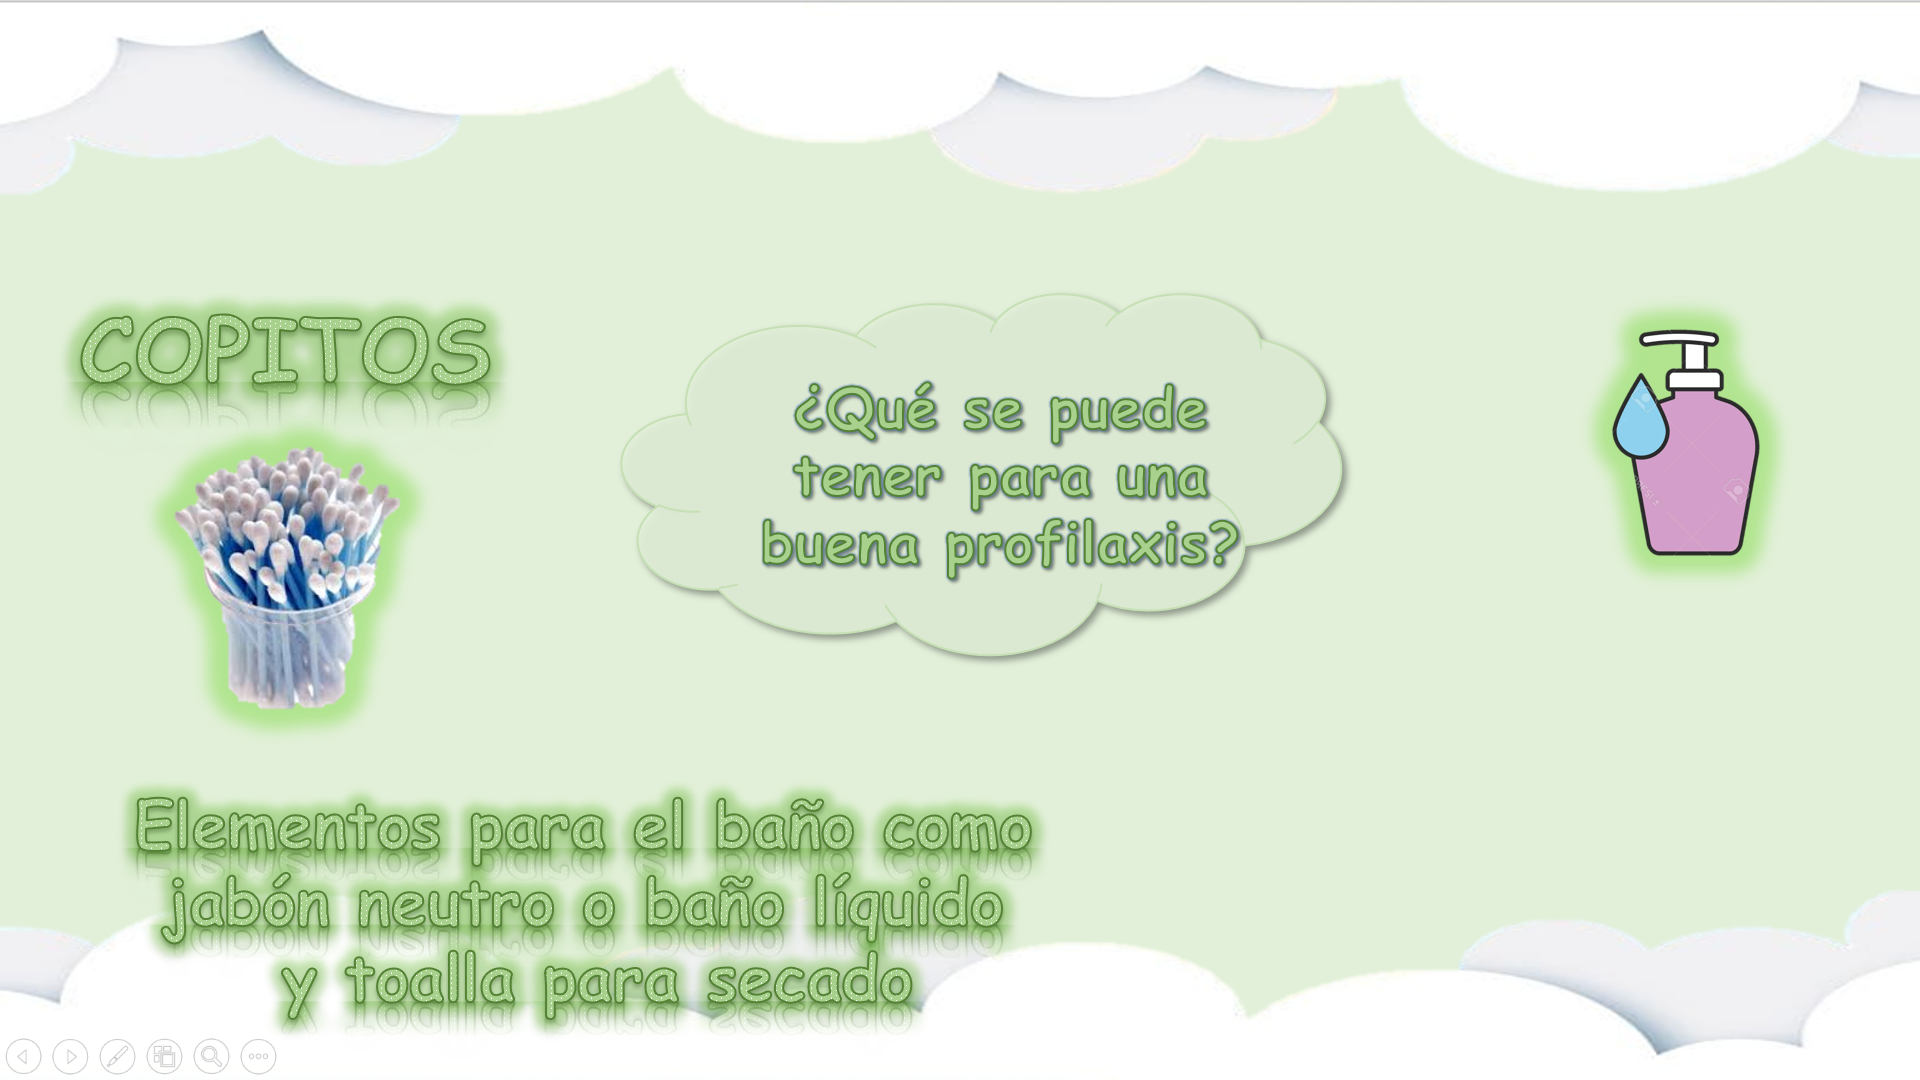 COPITOS
¿Qué se puede
tener para una
buena profilaxis?
Elementos para el baño como
jabón neutro o baño líquido
y toalla para secado